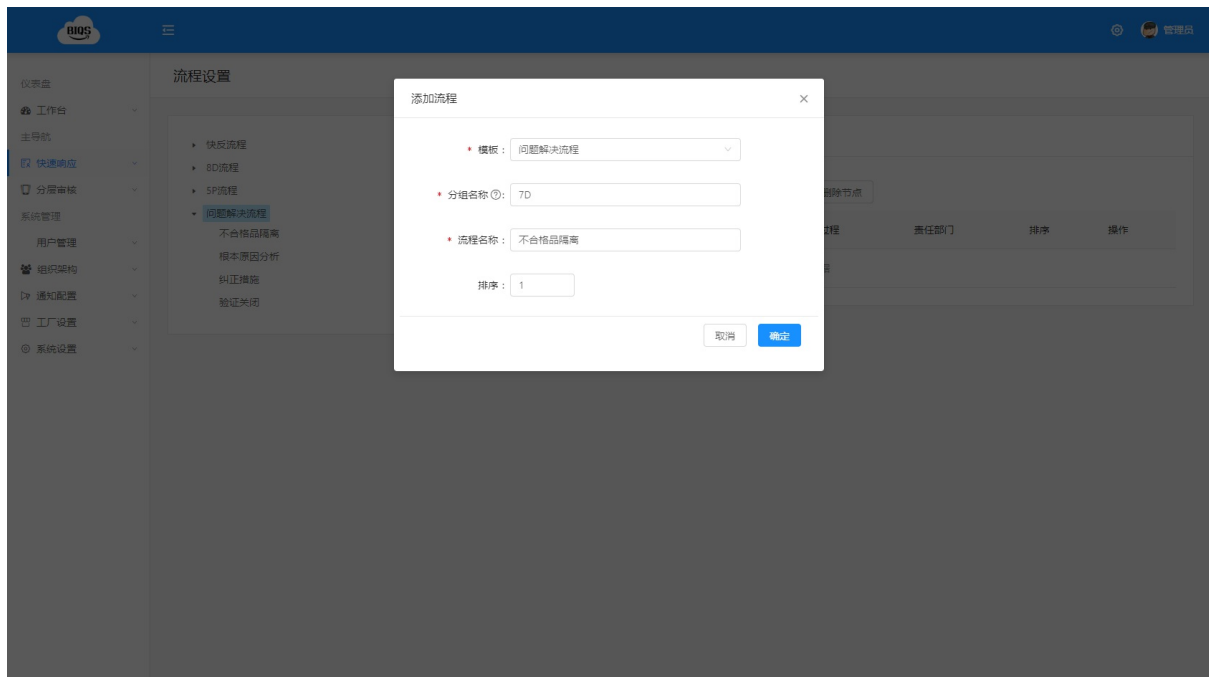 BIQS
管理员
仪表盘
工作台
主导航
快速响应
分层审核
系统管理
用户管理
组织架构
通知配置
工厂设置
系统设置
流程设置
快反流程
8D流程
5P流程
问题解决流程
不合格品隔离
根本原因分析
纠正措施
验证关闭
添加流程
* 模板：
问题解决流程
* 分组名称 ?:
7D
* 流程名称：
不合格品隔离
排序：
1
取消
确定
删除节点
过程
责任部门
排序
操作